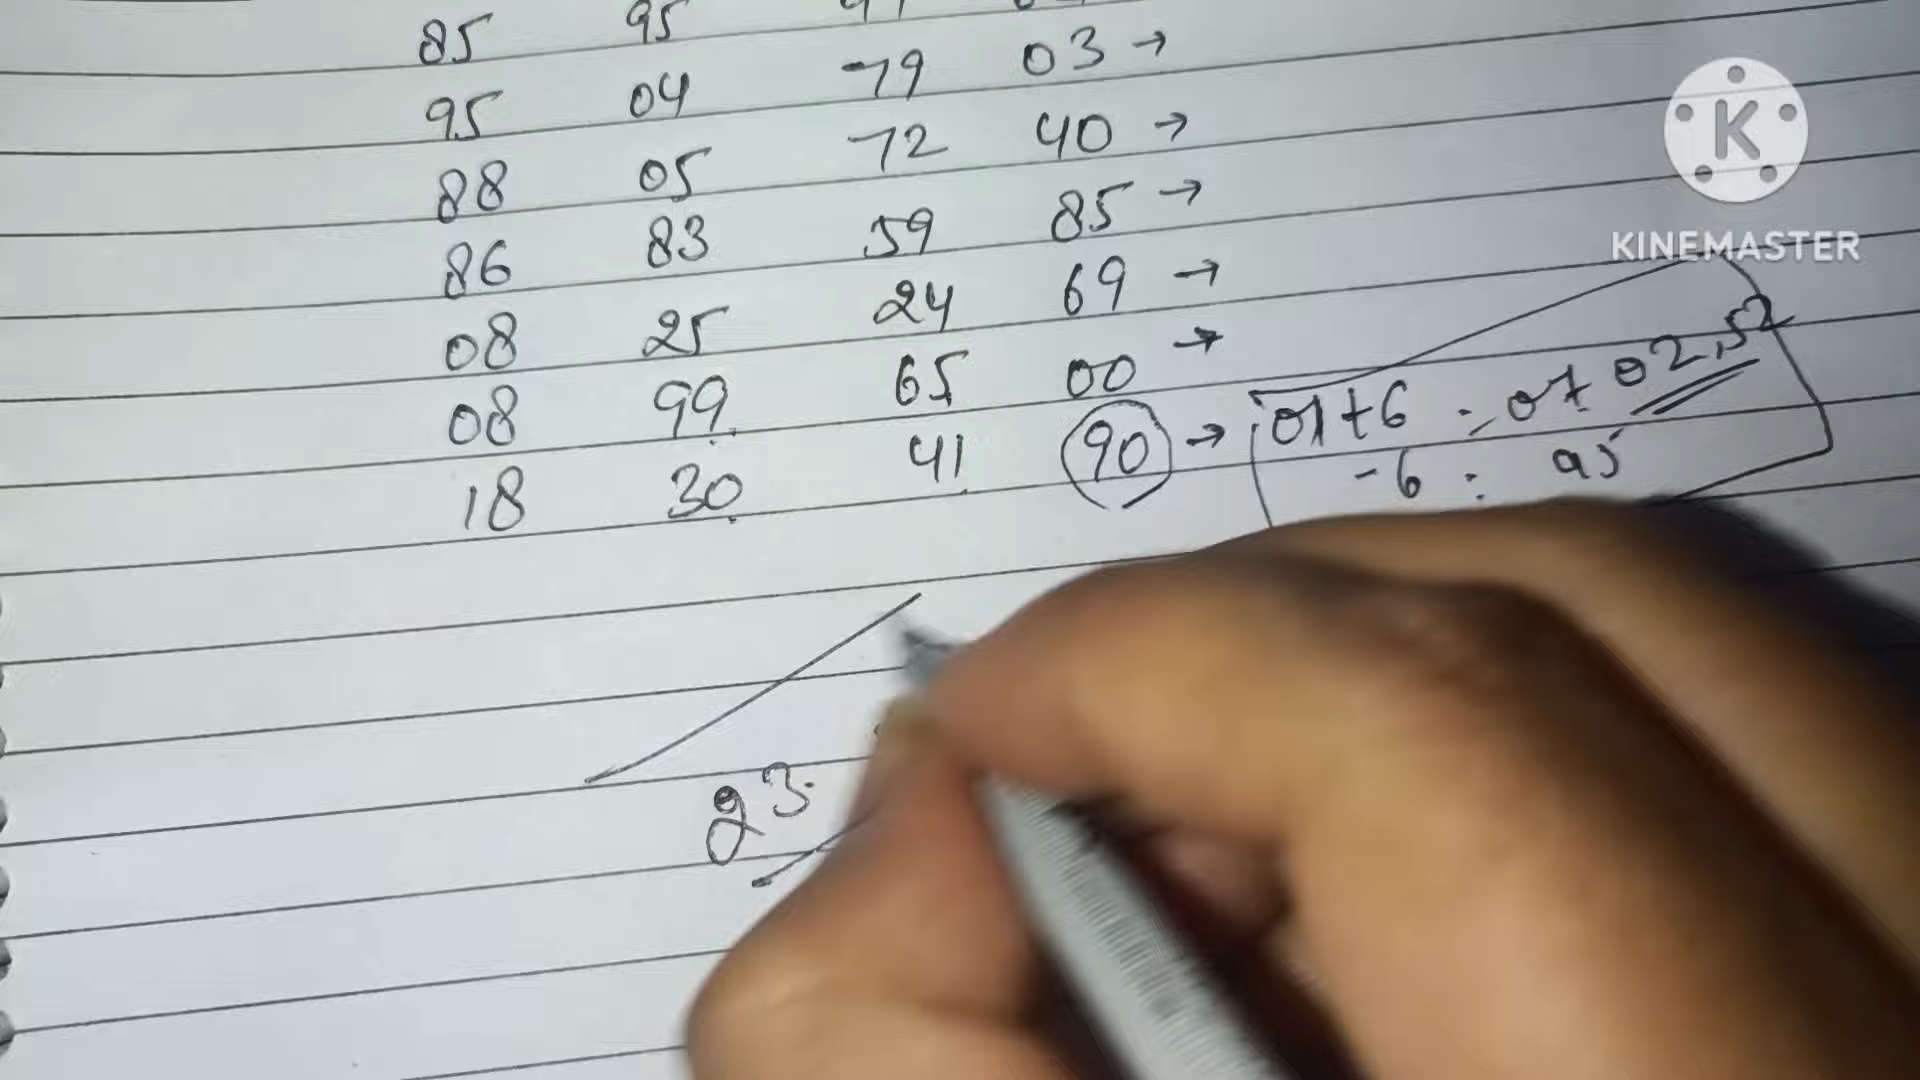 85 95
95 04 79 03 →
88 05 72 40 →
86 83 59 85 →
08 25 24 69 →
08 99 65 00 →
18 30 41 90 → 01+6 = 07 02,52
-6 = 95
23
K
KINEMASTER